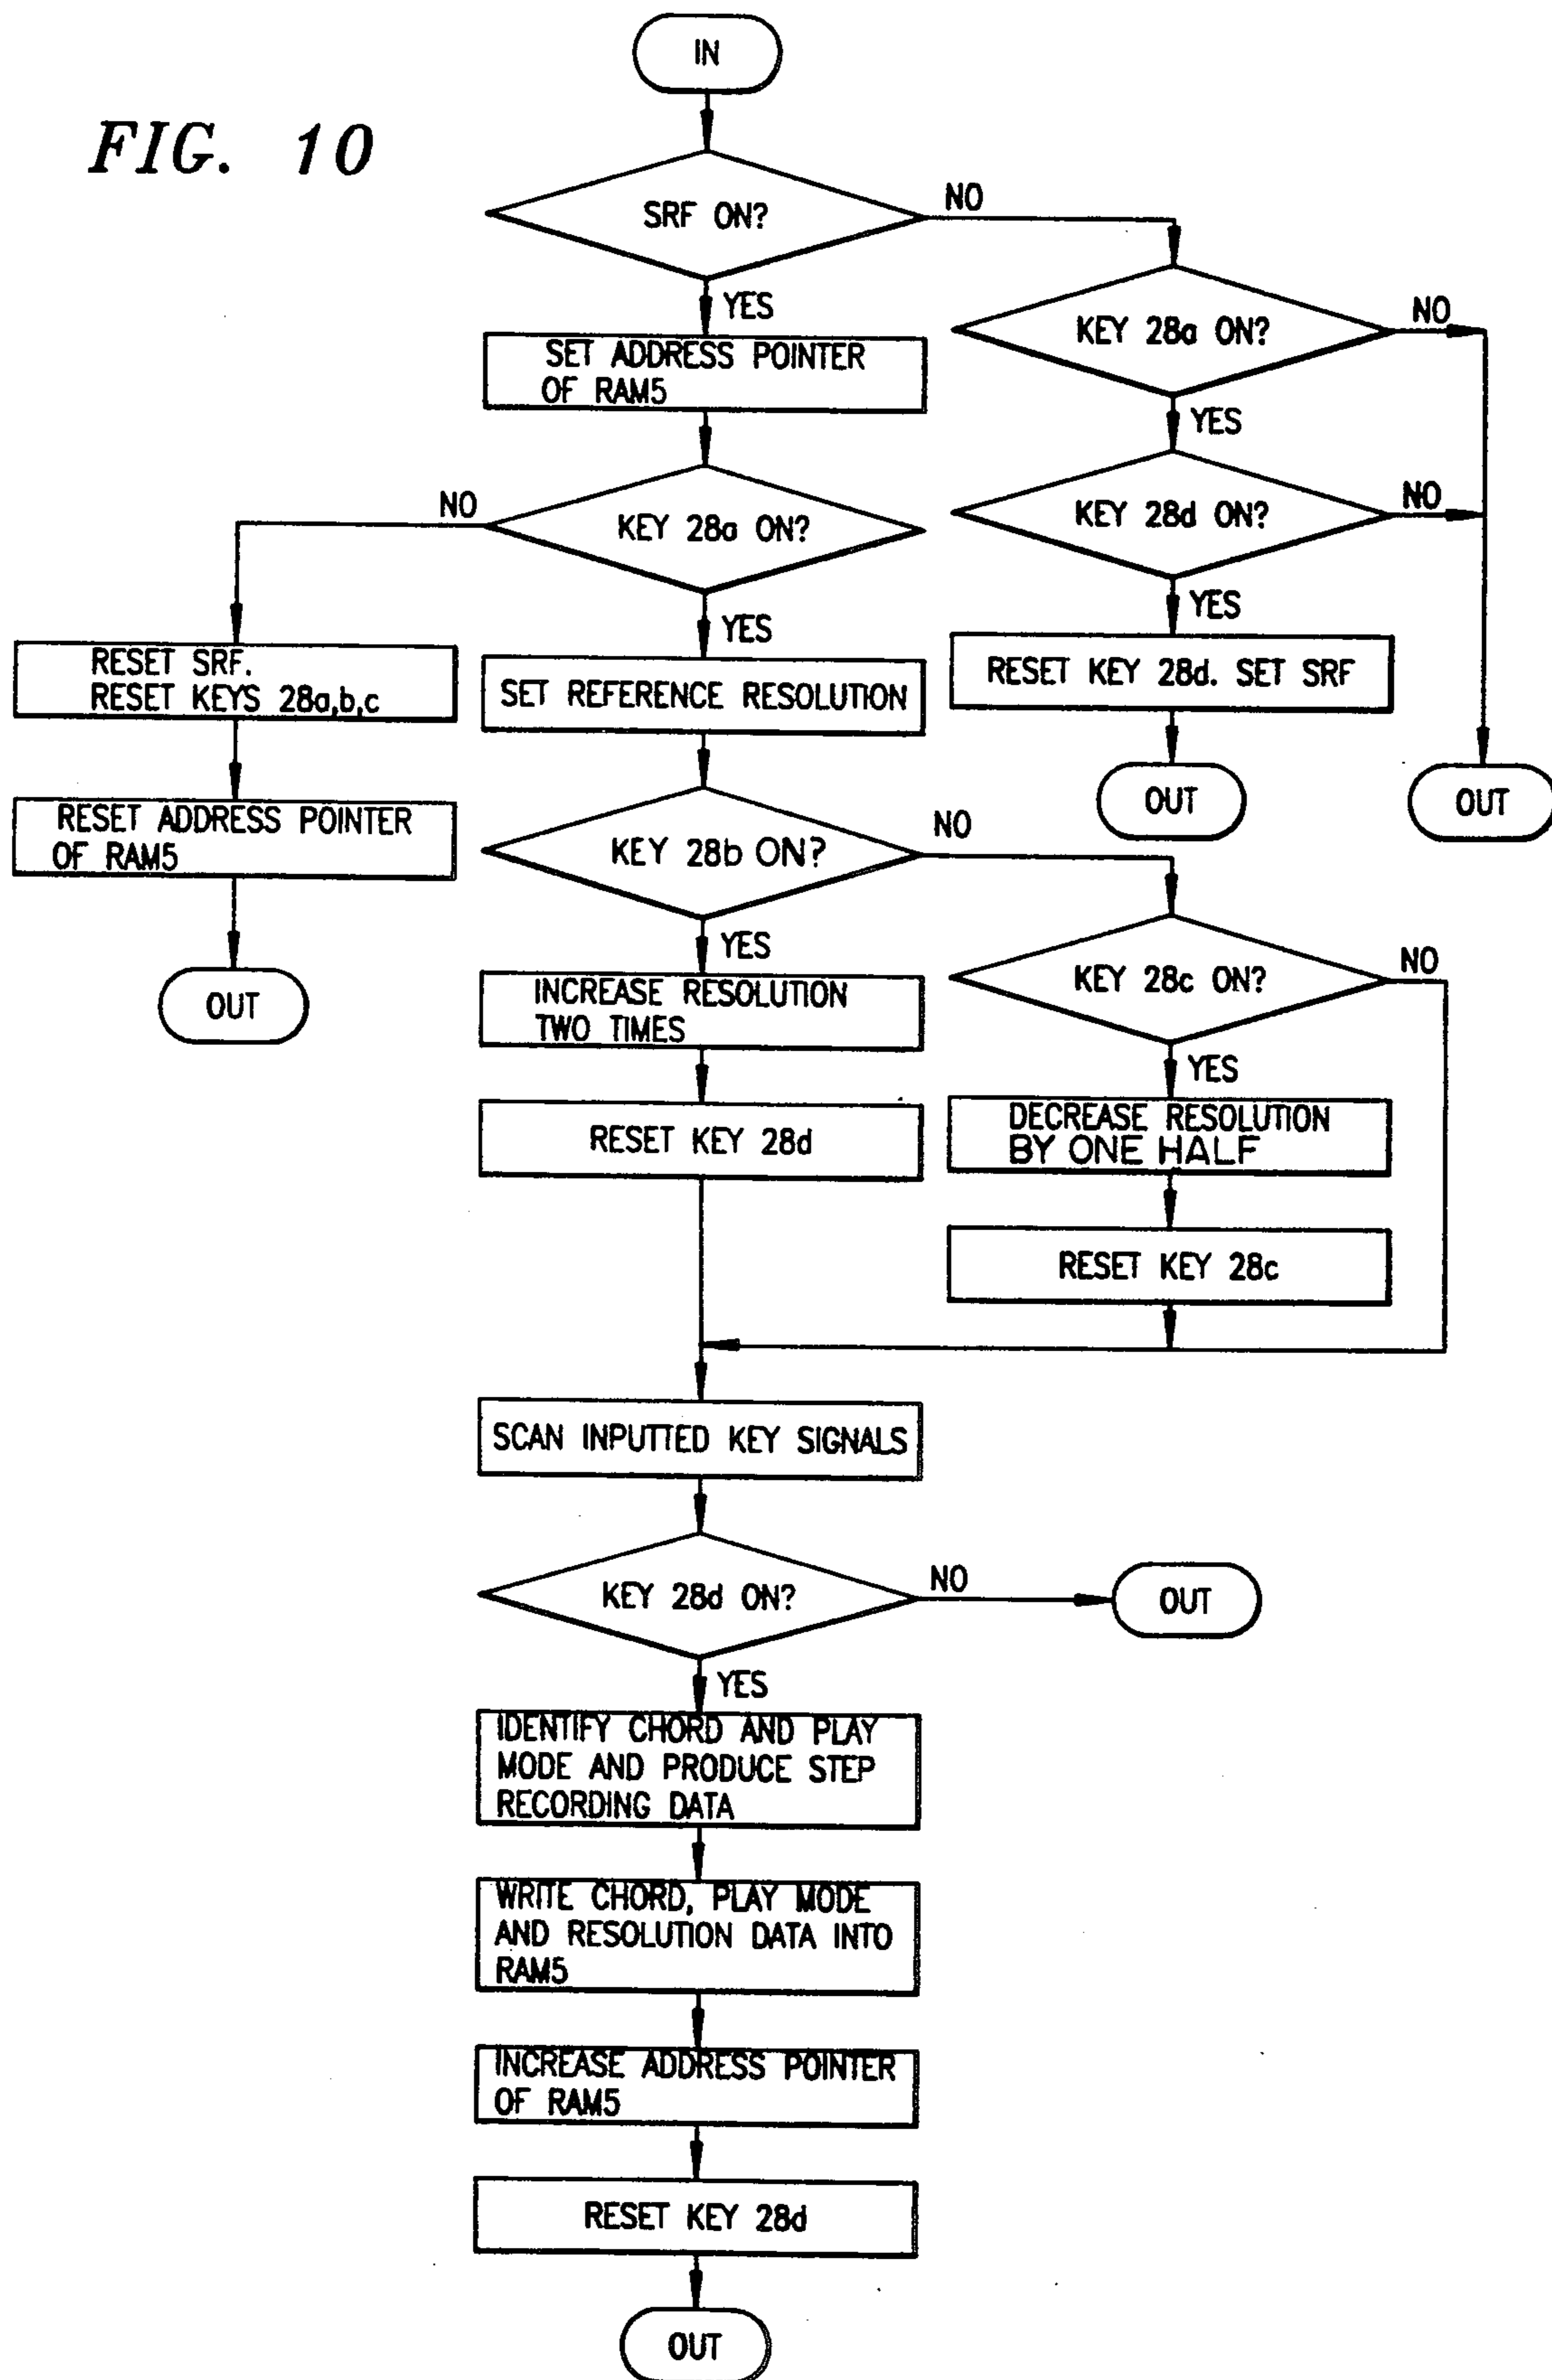 FIG. 10
IN
SRF ON?
NO
YES
KEY 28a ON?
NO
SET ADDRESS POINTER
OF RAM5
YES
KEY 28d ON?
NO
NO
KEY 28a ON?
YES
YES
RESET SRF.
RESET KEYS 28a,b,c
SET REFERENCE RESOLUTION
RESET KEY 28d. SET SRF
OUT
OUT
RESET ADDRESS POINTER
OF RAM5
KEY 28b ON?
NO
YES
KEY 28c ON?
NO
OUT
INCREASE RESOLUTION
TWO TIMES
YES
RESET KEY 28d
DECREASE RESOLUTION
BY ONE HALF
RESET KEY 28c
SCAN INPUTTED KEY SIGNALS
KEY 28d ON?
NO
OUT
YES
IDENTIFY CHORD AND PLAY
MODE AND PRODUCE STEP
RECORDING DATA
WRITE CHORD, PLAY MODE
AND RESOLUTION DATA INTO
RAM5
INCREASE ADDRESS POINTER
OF RAM5
RESET KEY 28d
OUT